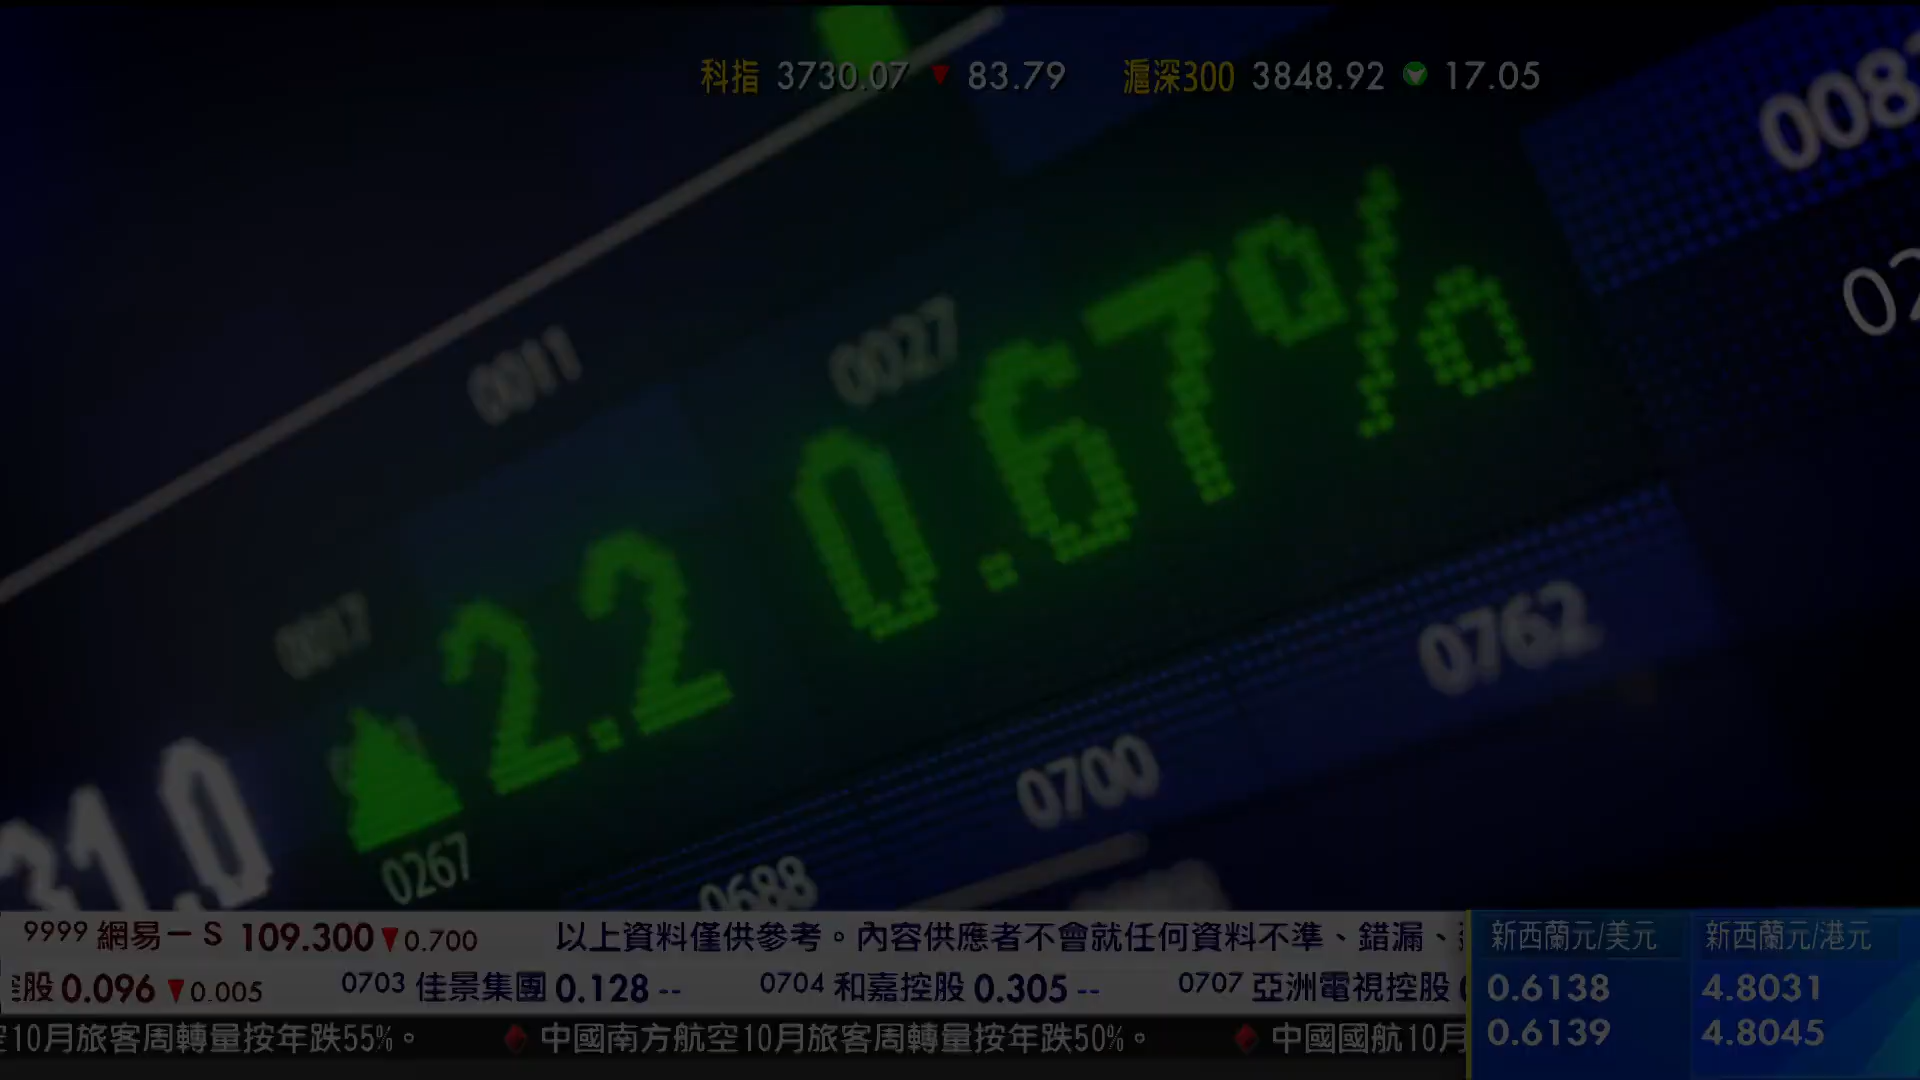 科指 3730.07 ▼ 83.79 滬深300 3848.92 17.05
0011
0027
0.67%
▲2.2
31.0
0267
0762
0700
0688
9999 網易－S 109.300 ▼0.700 以上資料僅供參考。內容供應者不會就任何資料不準、錯漏、
股 0.096 ▼0.005 0703 佳景集團 0.128 -- 0704 和嘉控股 0.305 -- 0707 亞洲電視控股
10月旅客周轉量按年跌55%。 中國南方航空10月旅客周轉量按年跌50%。 中國國航10月
新西蘭元/美元 新西蘭元/港元
0.6138 4.8031
0.6139 4.8045